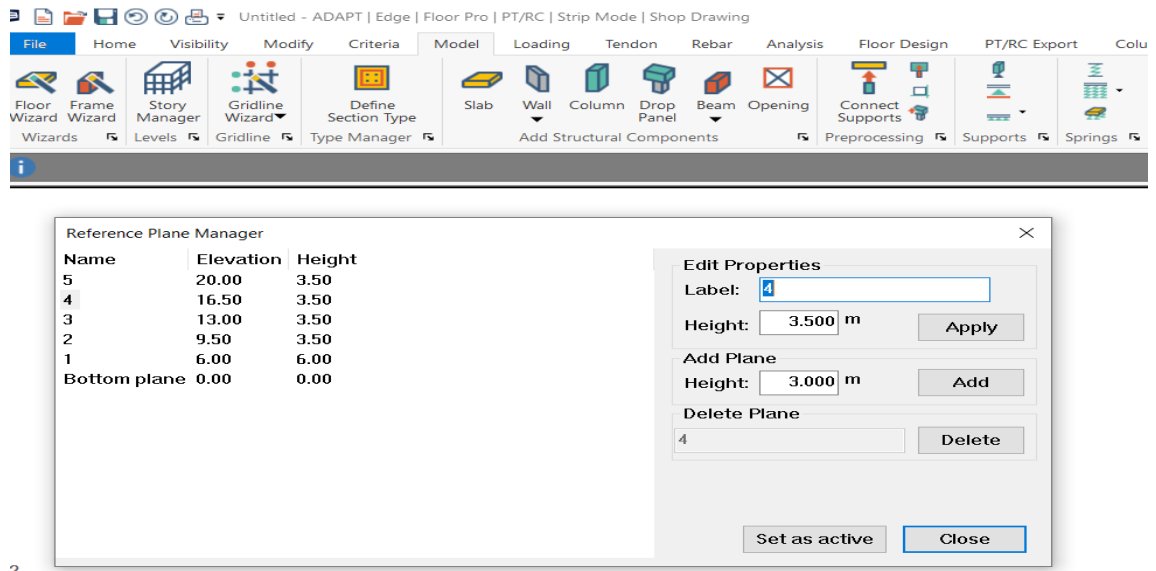 Untitled - ADAPT | Edge | Floor Pro | PT/RC | Strip Mode | Shop Drawing
File Home Visibility Modify Criteria Model Loading Tendon Rebar Analysis Floor Design PT/RC Export Colu
Floor Wizard Frame Wizard Story Manager Gridline Wizard Define Section Type Slab Wall Column Drop Panel Beam Opening Connect Supports
Wizards Levels Gridline Type Manager Add Structural Components Preprocessing Supports Springs
i
Reference Plane Manager
Name Elevation Height
5 20.00 3.50
4 16.50 3.50
3 13.00 3.50
2 9.50 3.50
1 6.00 6.00
Bottom plane 0.00 0.00
Edit Properties
Label: 4
Height: 3.500 m Apply
Add Plane
Height: 3.000 m Add
Delete Plane
4 Delete
Set as active Close